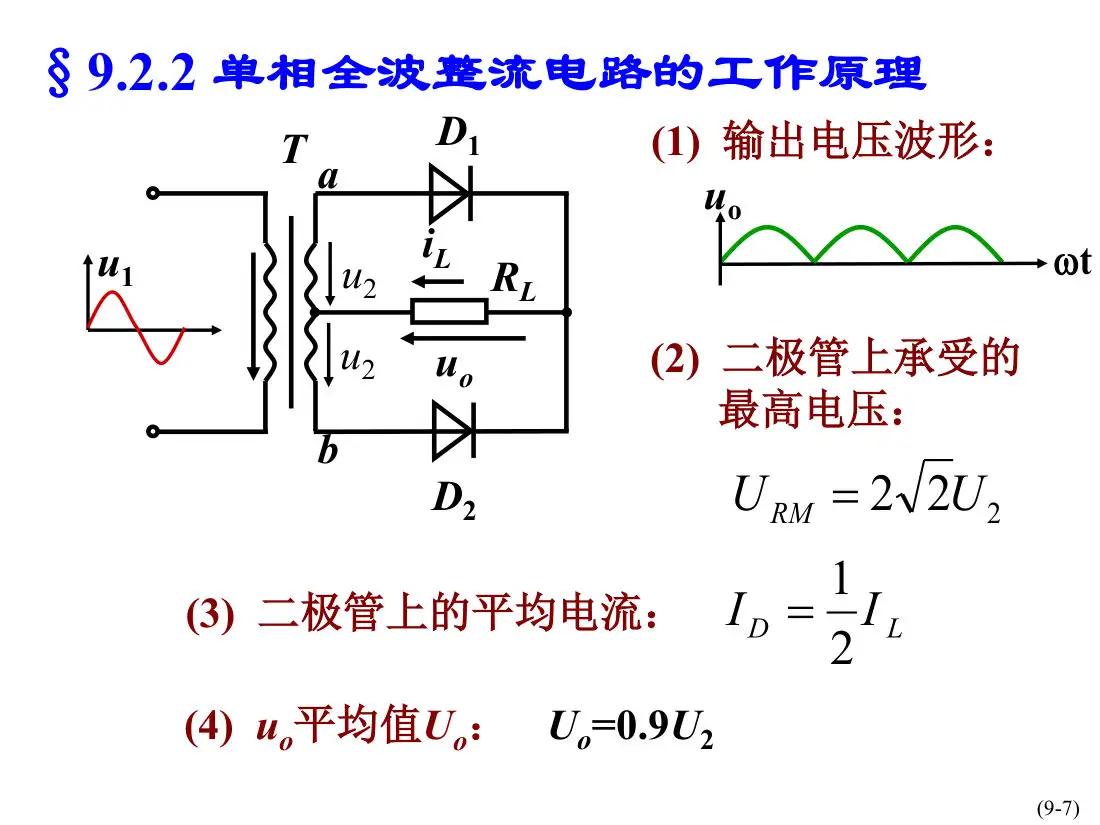 §9.2.2 单相全波整流电路的工作原理
T
a
D1
u1
u2
iL
RL
u2
uo
b
D2
(1) 输出电压波形：
uo
ωt
(2) 二极管上承受的
最高电压：
U_RM = 2√2U2
(3) 二极管上的平均电流：
I_D = 1/2 I_L
(4) uo平均值Uo： Uo=0.9U2
(9-7)